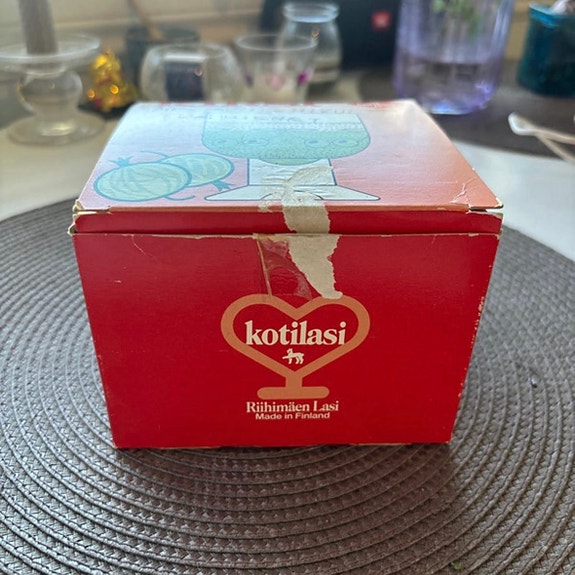 kotilasi
Riihimäen Lasi
Made in Finland